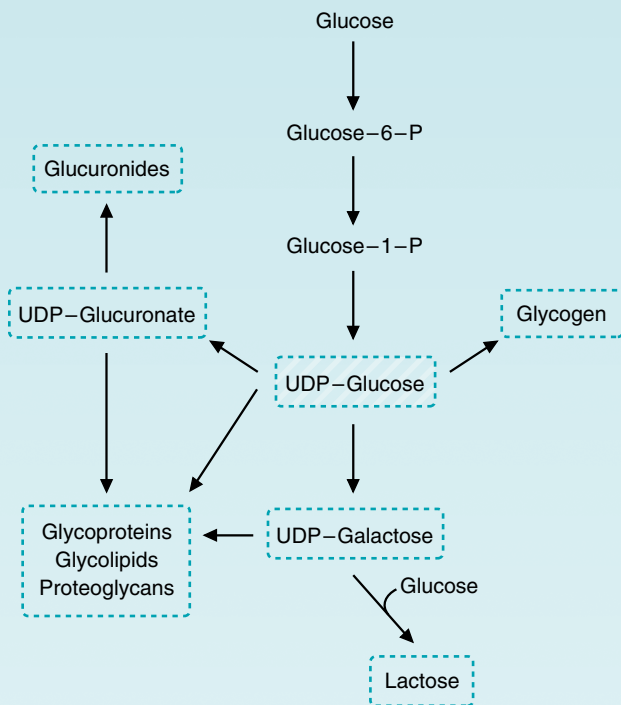 Glucose
Glucose–6–P
Glucuronides
Glucose–1–P
UDP–Glucuronate
Glycogen
UDP–Glucose
Glycoproteins
Glycolipids
Proteoglycans
UDP–Galactose
Glucose
Lactose